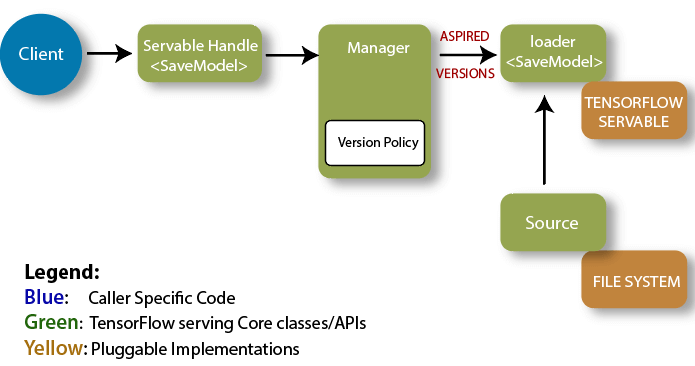 Client
Servable Handle
<SaveModel>
Manager
Version Policy
ASPIRED
VERSIONS
loader
<SaveModel>
TENSORFLOW
SERVABLE
Source
FILE SYSTEM
Legend:
Blue: Caller Specific Code
Green: TensorFlow serving Core classes/APIs
Yellow: Pluggable Implementations